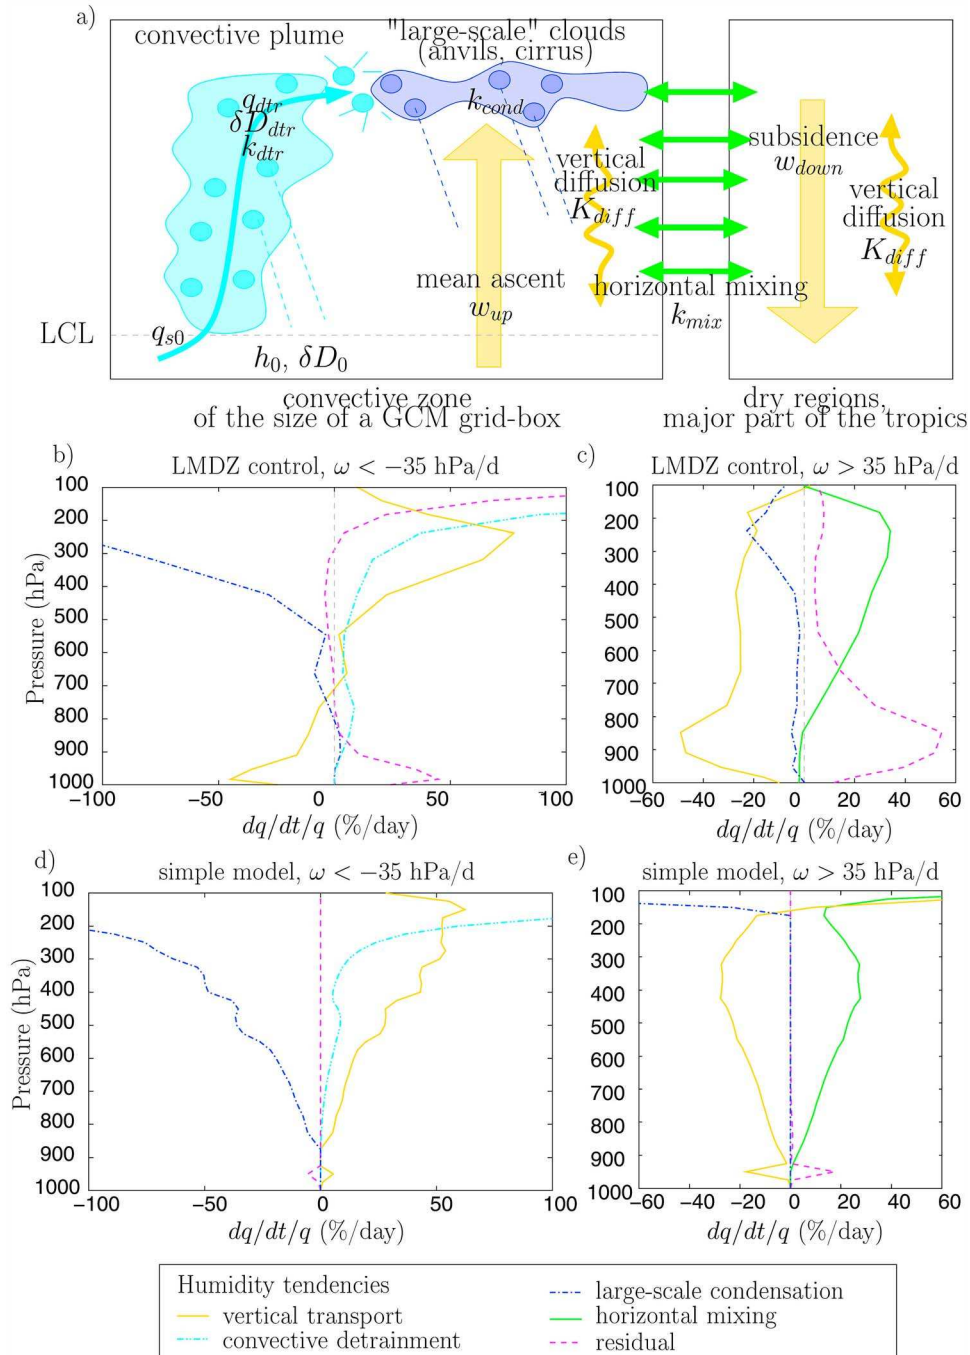 a)
convective plume
"large-scale" clouds
(anvils, cirrus)
q_dtr
δD_dtr
k_dtr
k_cond
subsidence
w_down
vertical
diffusion
K_diff
vertical
diffusion
K_diff
mean ascent
w_up
horizontal mixing
k_mix
LCL
q_s0
h_0, δD_0
convective zone
of the size of a GCM grid-box
dry regions,
major part of the tropics
b)
LMDZ control, ω < −35 hPa/d
Pressure (hPa)
100
200
300
400
500
600
700
800
900
1000
−100
−50
0
50
100
dq/dt/q (%/day)
c)
LMDZ control, ω > 35 hPa/d
100
200
300
400
500
600
700
800
900
1000
−60
−40
−20
0
20
40
60
dq/dt/q (%/day)
d)
simple model, ω < −35 hPa/d
Pressure (hPa)
100
200
300
400
500
600
700
800
900
1000
−100
−50
0
50
100
dq/dt/q (%/day)
e)
simple model, ω > 35 hPa/d
100
200
300
400
500
600
700
800
900
1000
−60
−40
−20
0
20
40
60
dq/dt/q (%/day)
Humidity tendencies
vertical transport
convective detrainment
large-scale condensation
horizontal mixing
residual